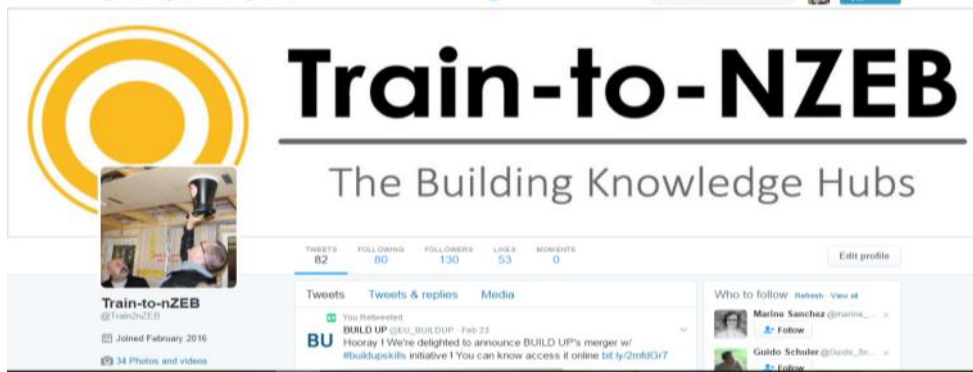 Train-to-NZEB
The Building Knowledge Hubs
TWEETS FOLLOWING FOLLOWERS LIKES MOMENTS
82 80 130 53 0
Edit profile
Train-to-nZEB
@Train2nZEB
Joined February 2016
34 Photos and videos
Tweets Tweets & replies Media
You Retweeted
BU
BUILD UP @EU_BUILDUP · Feb 23
Hooray ! We're delighted to announce BUILD UP's merger w/
#buildupskills initiative ! You can know access it online bit.ly/2mfdGr7
Who to follow Refresh · View all
Marine Sanchez @marine_...
Follow
Guido Schuler @Guido_Sc...
Follow